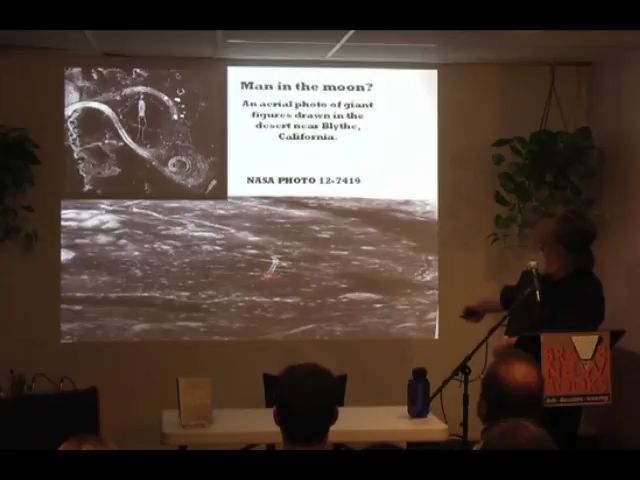 Man in the moon?
An aerial photo of giant
figures drawn in the
desert near Blythe,
California.
NASA PHOTO 12-7419
BRAVE
NEW
BOOKS